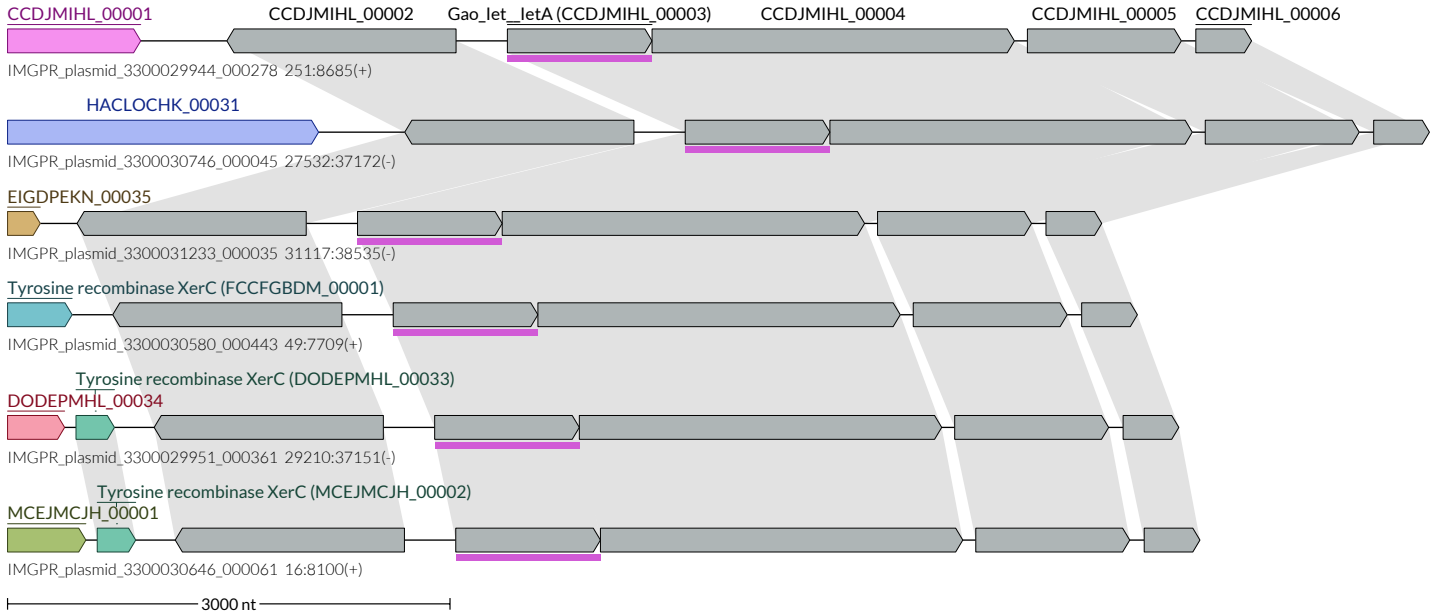 CCDJMIHL_00001 CCDJMIHL_00002 Gao_let__letA (CCDJMIHL_00003) CCDJMIHL_00004 CCDJMIHL_00005 CCDJMIHL_00006
IMGPR_plasmid_3300029944_000278 251:8685(+)
HACLOCHK_00031
IMGPR_plasmid_3300030746_000045 27532:37172(-)
EIGDPEKN_00035
IMGPR_plasmid_3300031233_000035 31117:38535(-)
Tyrosine recombinase XerC (FCCFGBDM_00001)
IMGPR_plasmid_3300030580_000443 49:7709(+)
Tyrosine recombinase XerC (DODEPMHL_00033)
DODEPMHL_00034
IMGPR_plasmid_3300029951_000361 29210:37151(-)
Tyrosine recombinase XerC (MCEJMCJH_00002)
MCEJMCJH_00001
IMGPR_plasmid_3300030646_000061 16:8100(+)
3000 nt